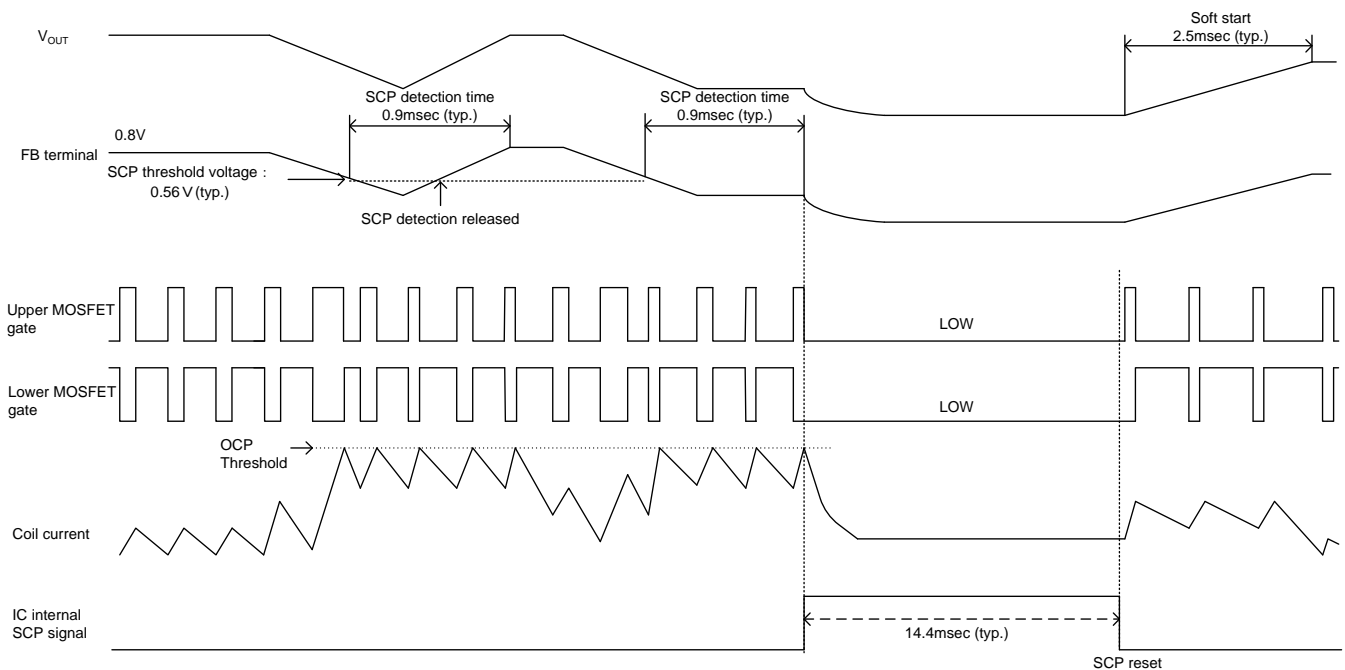 Soft start
2.5msec (typ.)
VOUT
SCP detection time
0.9msec (typ.)
SCP detection time
0.9msec (typ.)
0.8V
FB terminal
SCP threshold voltage :
0.56 V (typ.)
SCP detection released
Upper MOSFET
gate
LOW
Lower MOSFET
gate
LOW
OCP
Threshold
Coil current
IC internal
SCP signal
14.4msec (typ.)
SCP reset